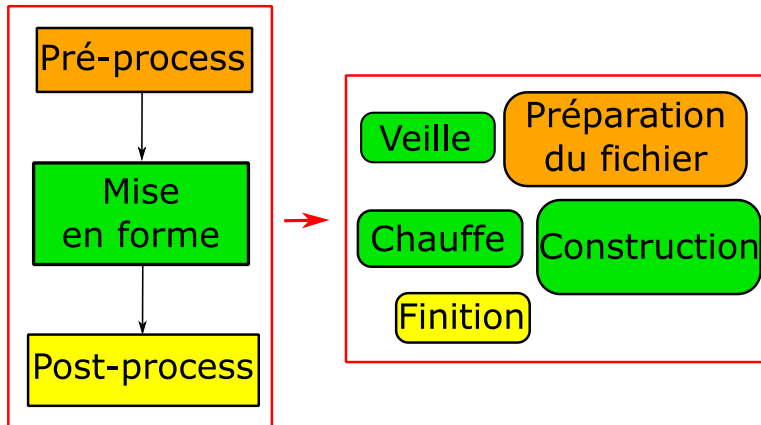 Pré-process
Mise
en forme
Post-process
Veille
Préparation
du fichier
Chauffe
Construction
Finition